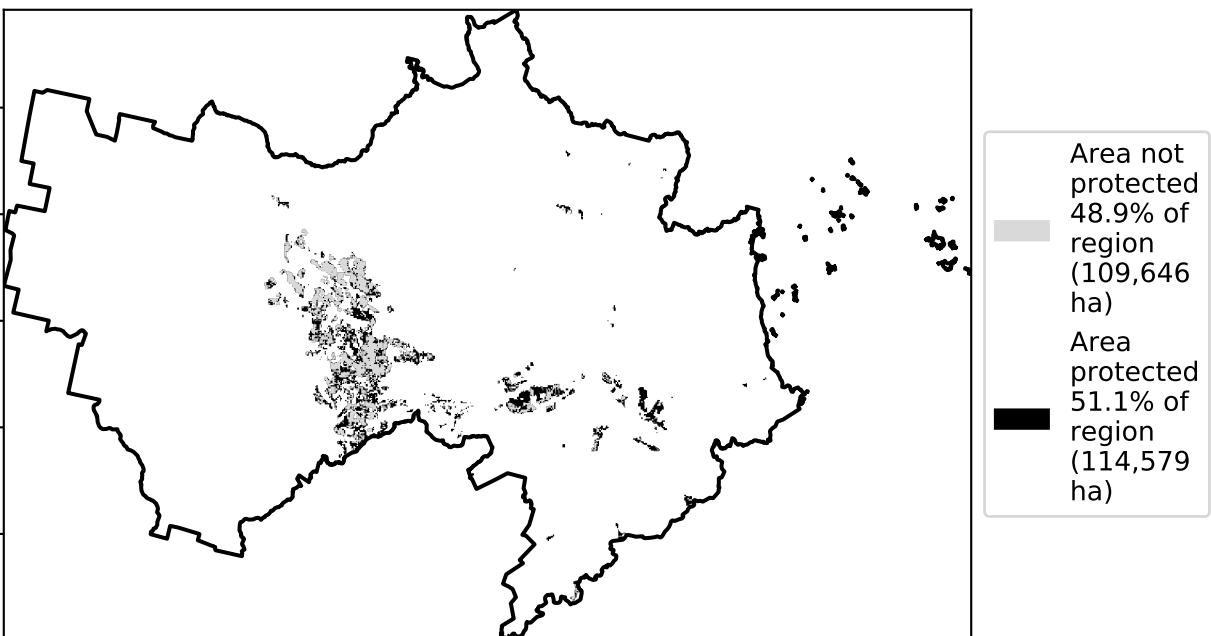 Area not
protected
48.9% of
region
(109,646
ha)
Area
protected
51.1% of
region
(114,579
ha)